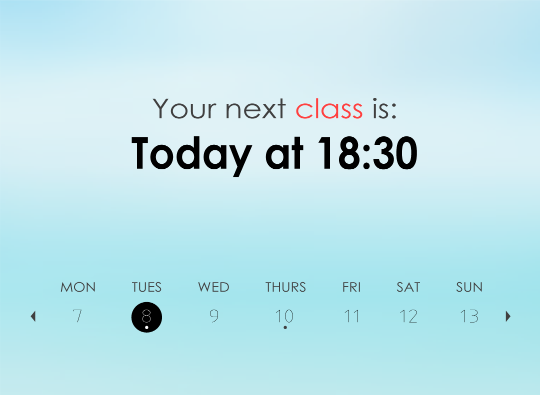 Your next class is:
Today at 18:30
MON TUES WED THURS FRI SAT SUN
7 8 9 10 11 12 13